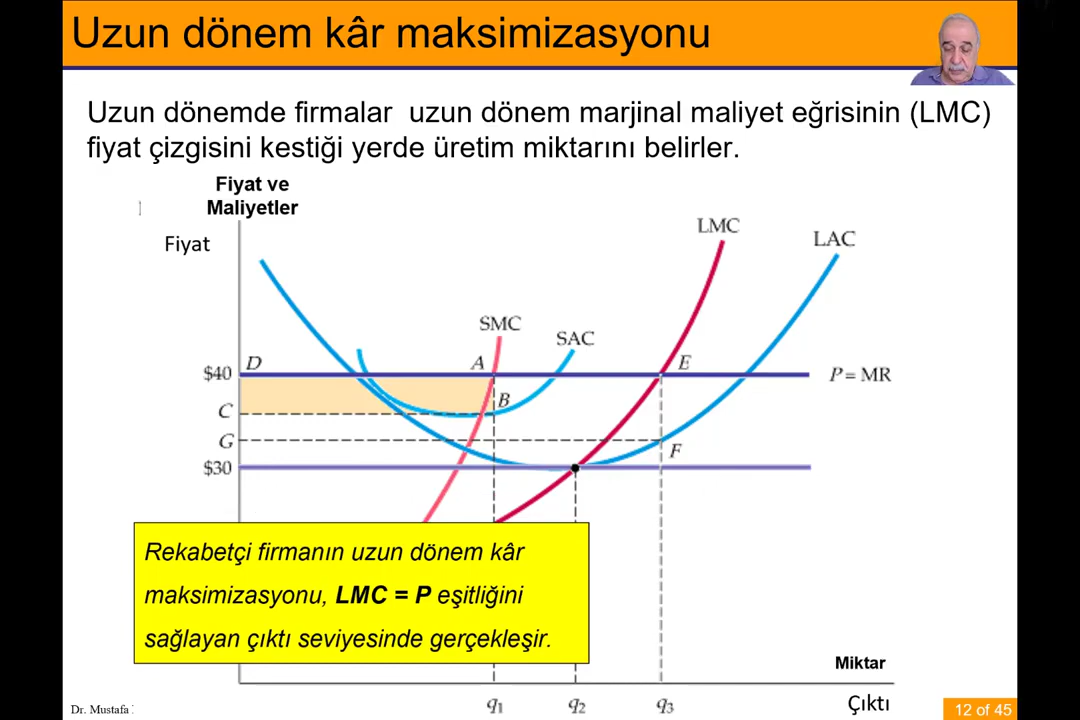 Uzun dönem kâr maksimizasyonu
Uzun dönemde firmalar uzun dönem marjinal maliyet eğrisinin (LMC)
fiyat çizgisini kestiği yerde üretim miktarını belirler.
Fiyat ve
Maliyetler
Fiyat
LMC
LAC
SMC
SAC
$40
D
A
E
P = MR
C
B
G
F
$30
Rekabetçi firmanın uzun dönem kâr
maksimizasyonu, LMC = P eşitliğini
sağlayan çıktı seviyesinde gerçekleşir.
Miktar
q1
q2
q3
Çıktı
Dr. Mustafa
12 of 45